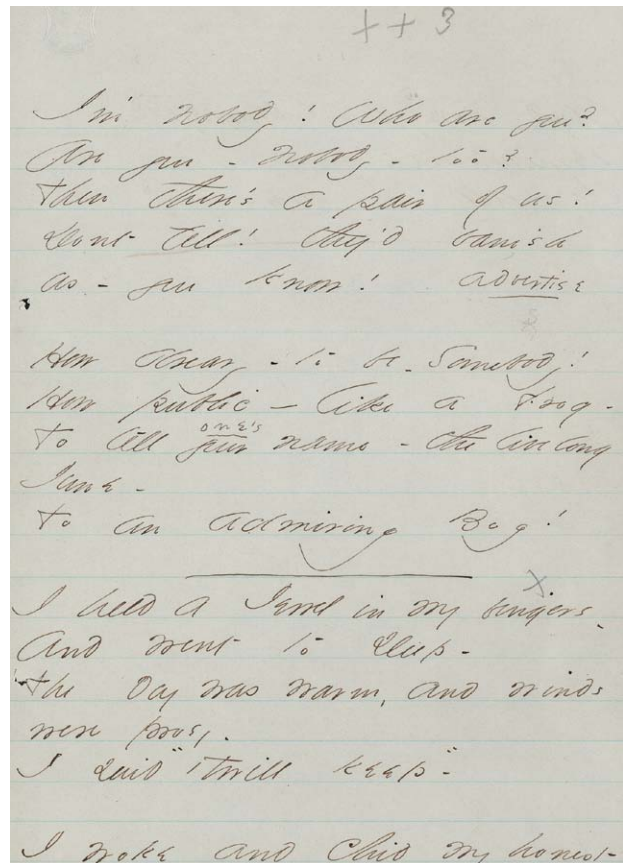 x x 3
I'm Nobody! Who are you?
Are you - Nobody - too?
Then there's a pair of us!
Dont tell! they'd banish
us - you know! advertise
How dreary - to be - Somebody!
How public - like a Frog -
one's
To tell your name - the livelong
June -
To an admiring Bog!
x
I held a Jewel in my fingers -
And went to sleep -
The day was warm, and winds
were prosy -
I said "'Twill keep" -
I woke - and chid my honest